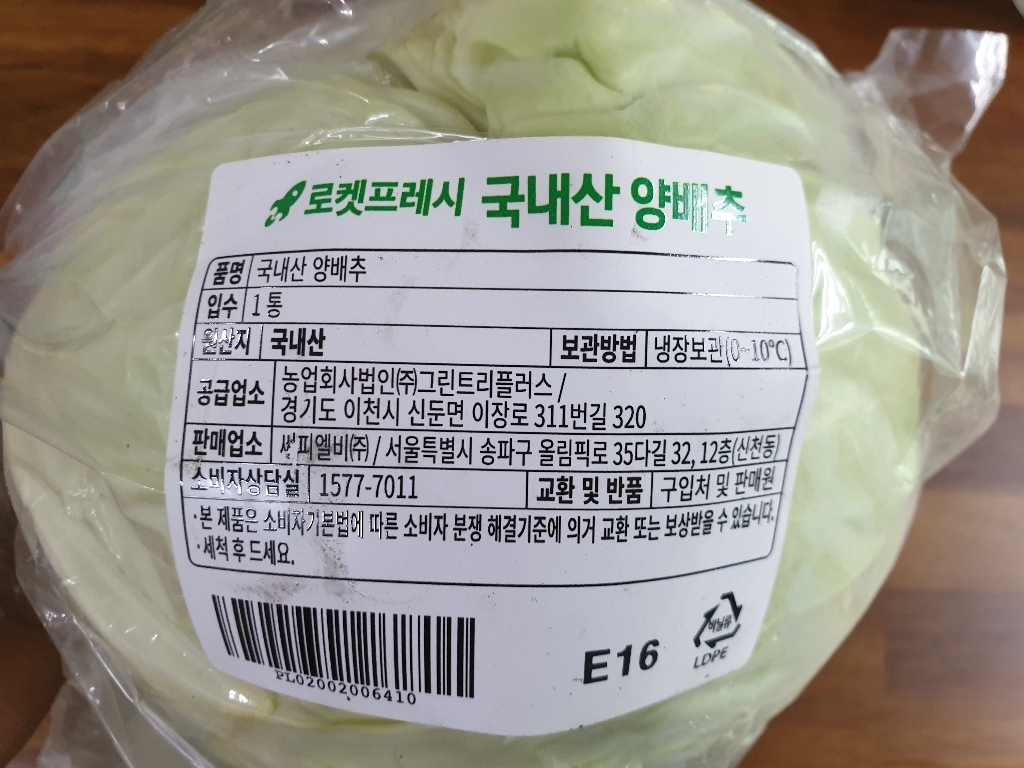 로켓프레시 국내산 양배추
품명 국내산 양배추
입수 1통
원산지 국내산 보관방법 냉장보관(0~10℃)
공급업소 농업회사법인㈜그린트리플러스 /
경기도 이천시 신둔면 이장로 311번길 320
판매업소 씨피엘비㈜ / 서울특별시 송파구 올림픽로 35다길 32, 12층(신천동)
소비자상담실 1577-7011 교환 및 반품 구입처 및 판매원
·본 제품은 소비자기본법에 따른 소비자 분쟁 해결기준에 의거 교환 또는 보상받을 수 있습니다.
·세척 후 드세요.
PL02002006410
E16
비닐류
LDPE